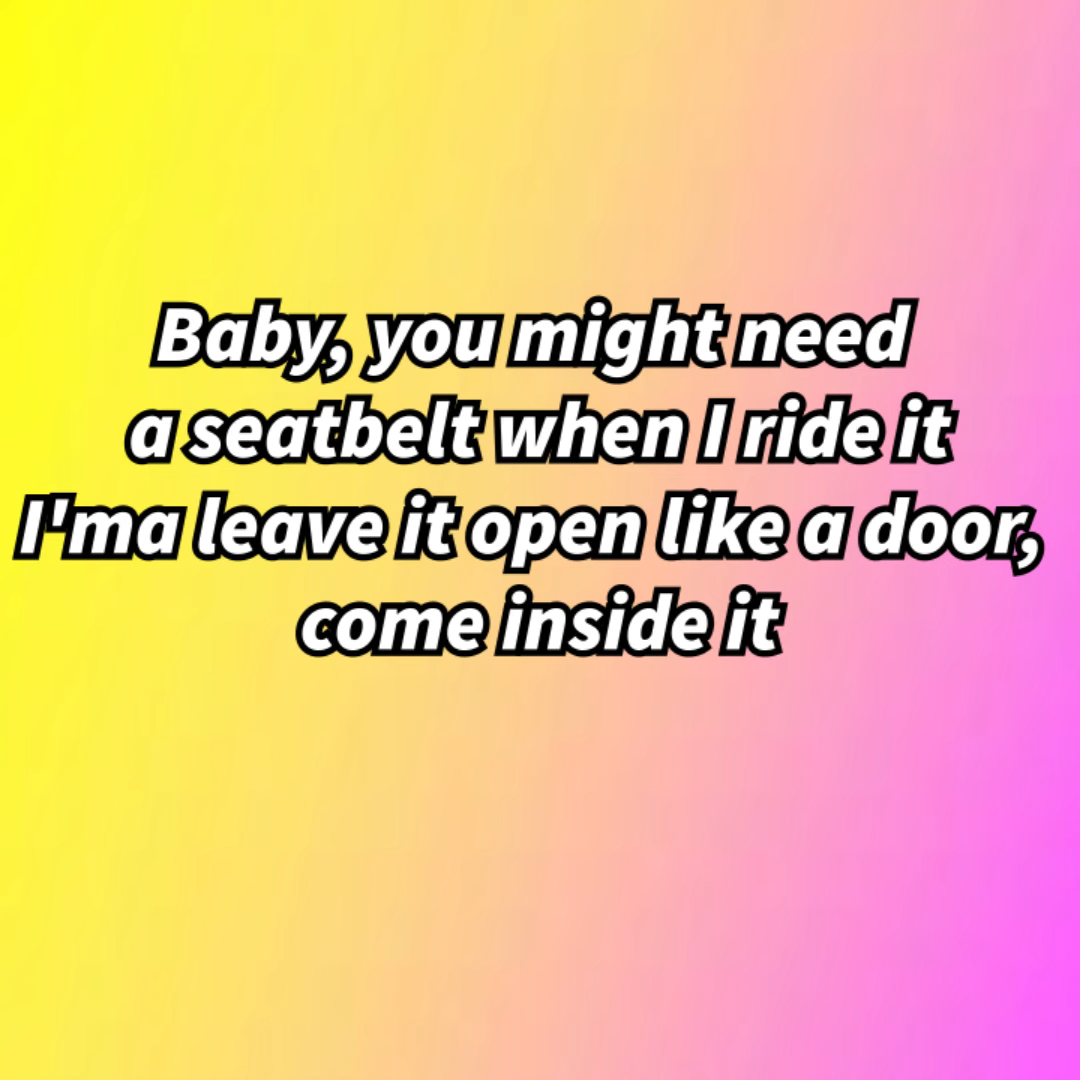 Baby, you might need
a seatbelt when I ride it
I'ma leave it open like a door,
come inside it